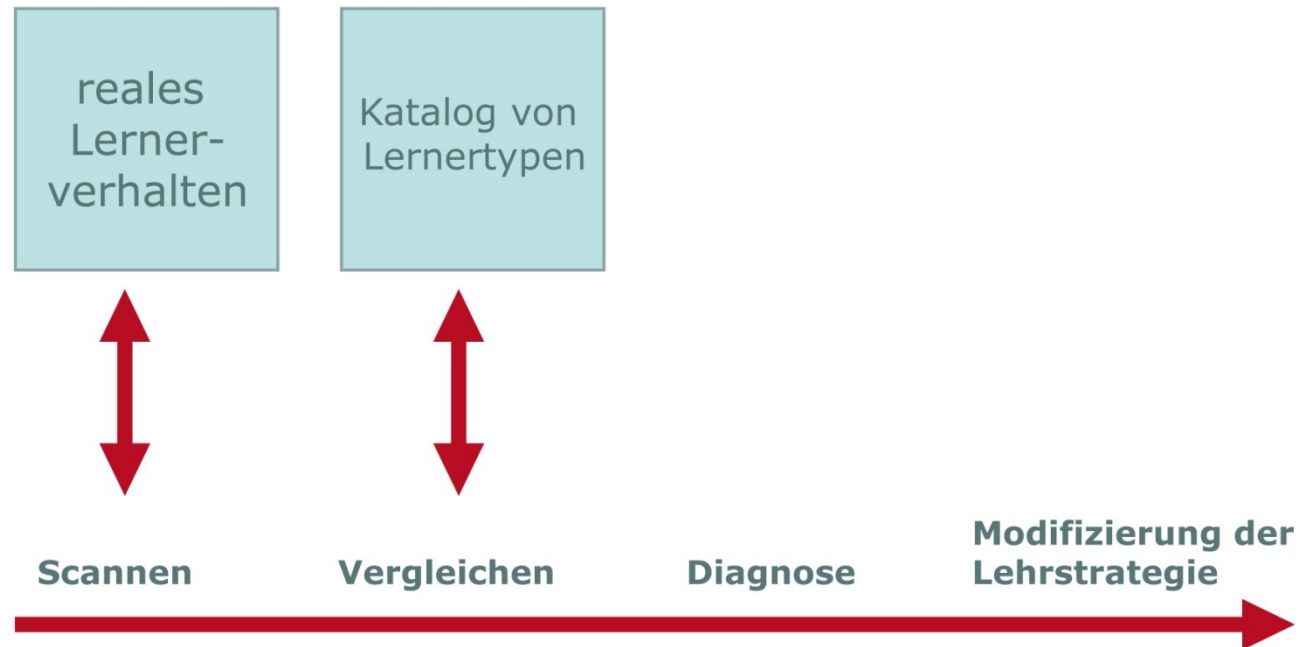 reales
Lerner-
verhalten
Katalog von
Lernertypen
Scannen
Vergleichen
Diagnose
Modifizierung der
Lehrstrategie